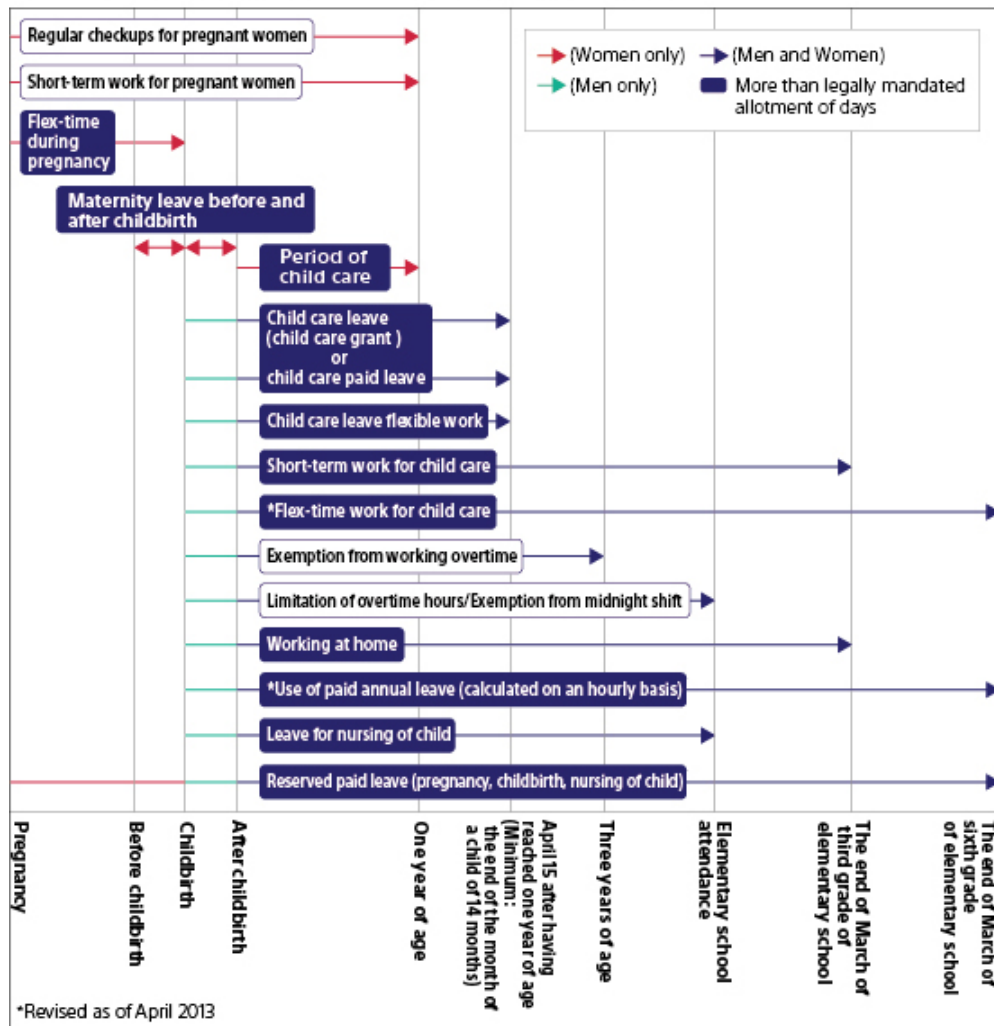 Regular checkups for pregnant women
Short-term work for pregnant women
Flex-time
during
pregnancy
Maternity leave before and
after childbirth
Period of
child care
Child care leave
(child care grant )
or
child care paid leave
Child care leave flexible work
Short-term work for child care
*Flex-time work for child care
Exemption from working overtime
Limitation of overtime hours/Exemption from midnight shift
Working at home
*Use of paid annual leave (calculated on an hourly basis)
Leave for nursing of child
Reserved paid leave (pregnancy, childbirth, nursing of child)
(Women only)
(Men and Women)
(Men only)
More than legally mandated
allotment of days
Pregnancy
Before childbirth
Childbirth
After childbirth
One year of age
April 15 after having
reached one year of age
(Minimum :
the end of the month of
a child of 14 months)
Three years of age
Elementary school
attendance
The end of March of
third grade of
elementary school
The end of March of
sixth grade
of elementary school
*Revised as of April 2013